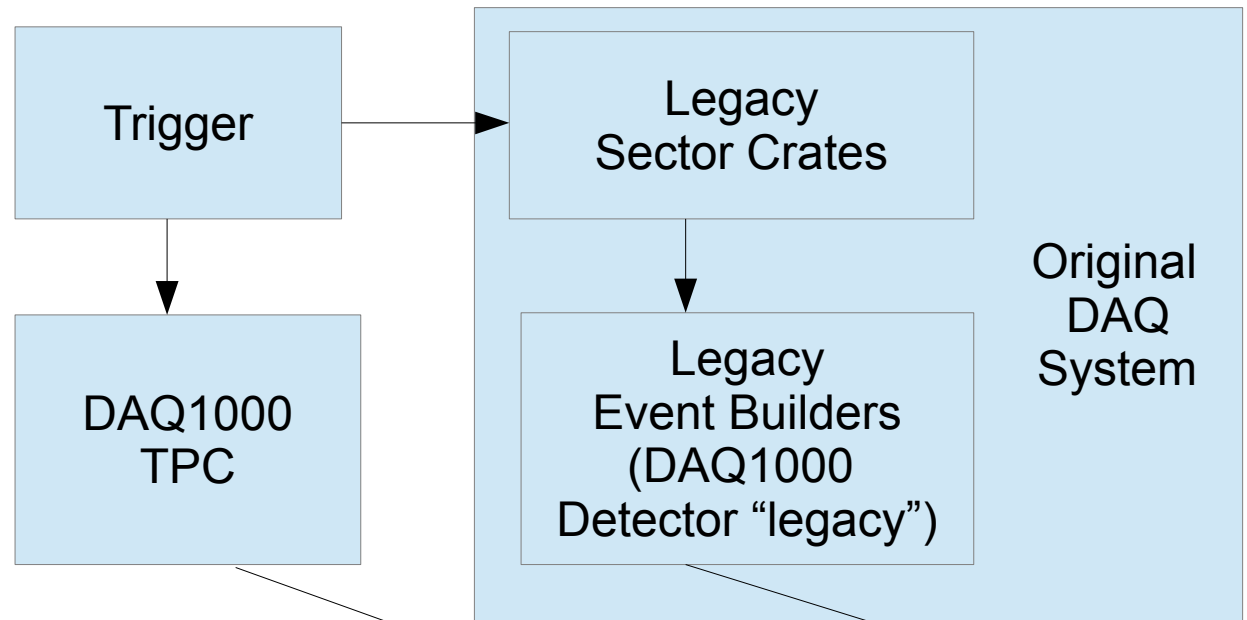 Trigger
Legacy
Sector Crates
DAQ1000
TPC
Legacy
Event Builders
(DAQ1000
Detector “legacy”)
Original
DAQ
System